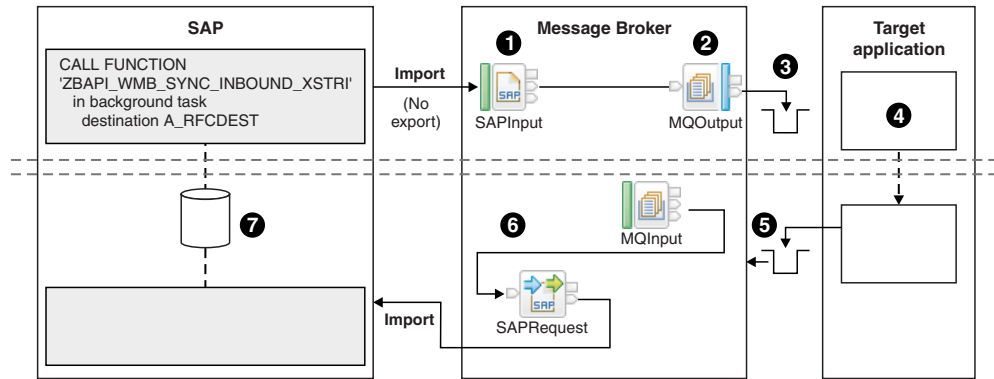 SAP
CALL FUNCTION
'ZBAPI_WMB_SYNC_INBOUND_XSTRI'
in background task
destination A_RFCDEST
Import
(No
export)
Message Broker
1
SAP
SAPInput
2
MQOutput
3
Target
application
4
7
6
MQInput
5
SAP
SAPRequest
Import